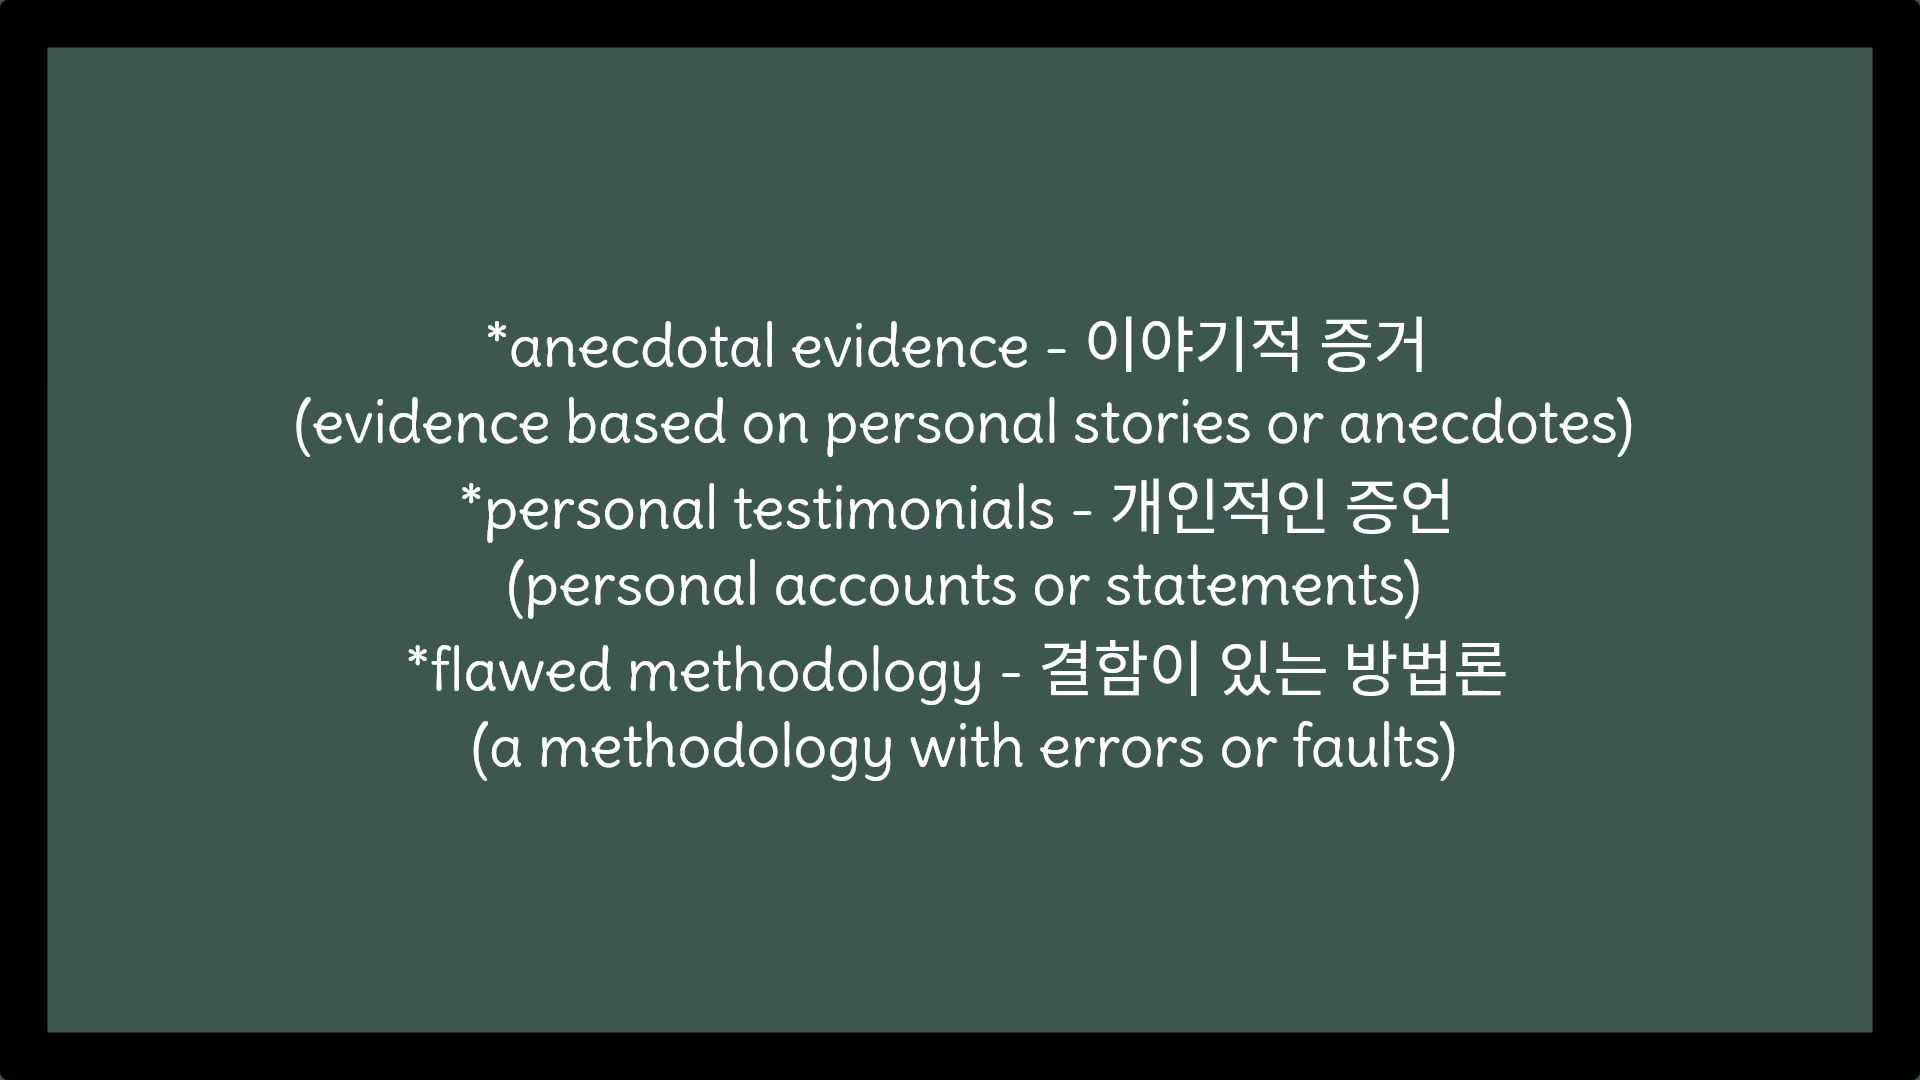 *anecdotal evidence - 이야기적 증거
(evidence based on personal stories or anecdotes)
*personal testimonials - 개인적인 증언
(personal accounts or statements)
*flawed methodology - 결함이 있는 방법론
(a methodology with errors or faults)